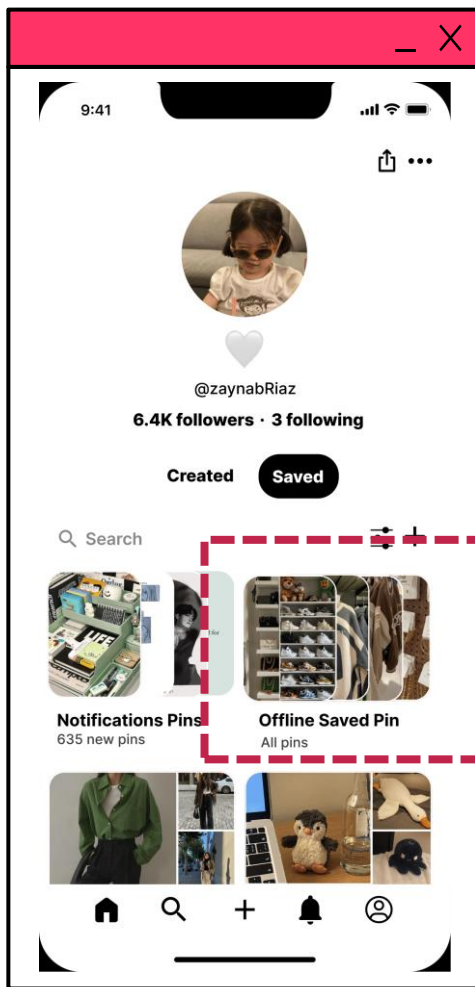 9:41
@zaynabRiaz
6.4K followers · 3 following
Created
Saved
Search
LIFE
Notifications Pins
635 new pins
Offline Saved Pin
All pins